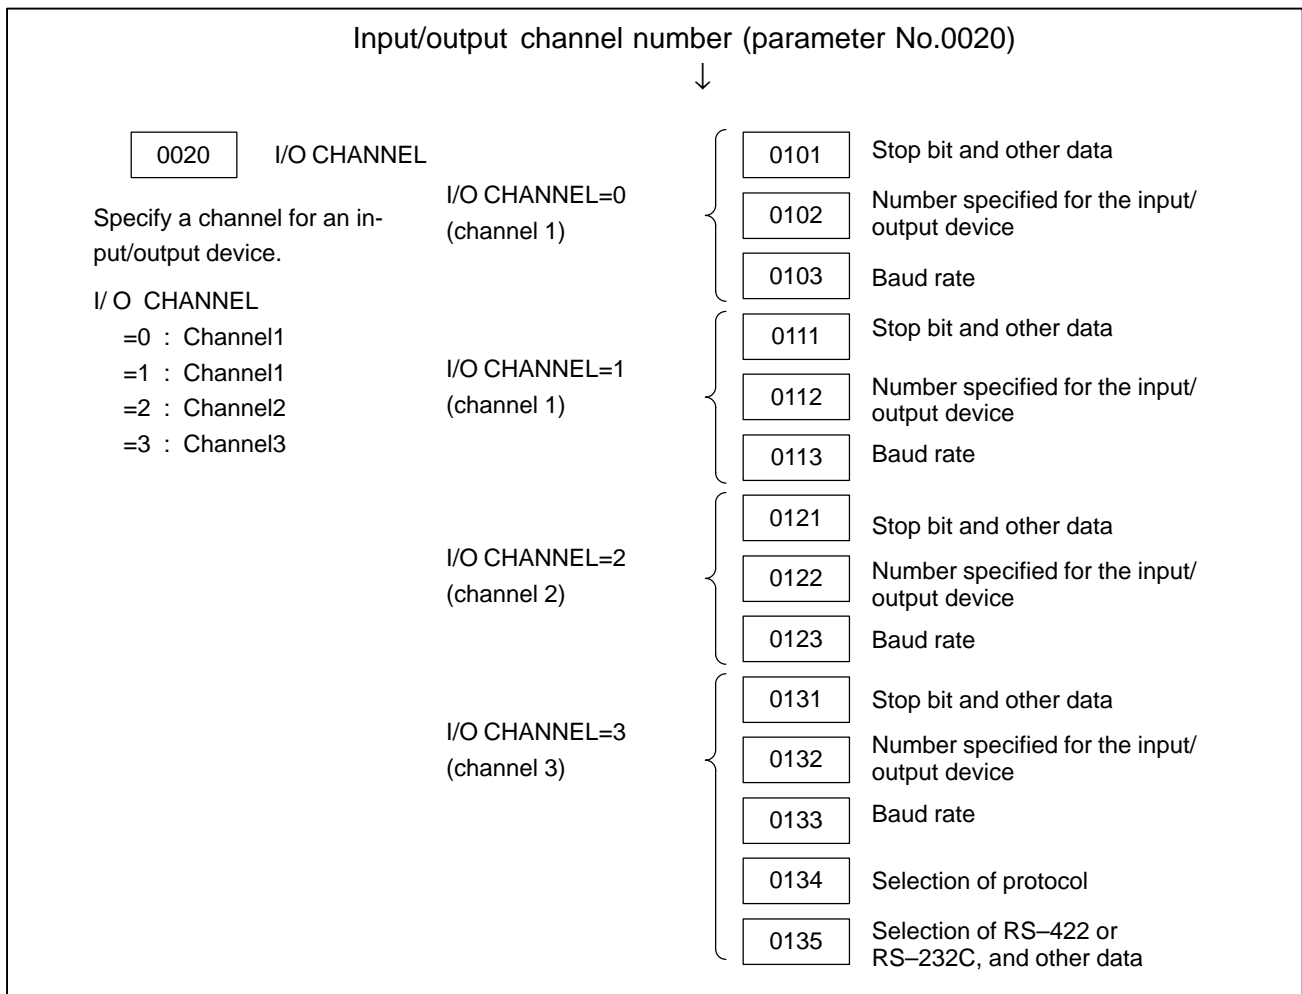 Input/output channel number (parameter No.0020)
↓
0020 I/O CHANNEL
Specify a channel for an in-
put/output device.
I/ O CHANNEL
=0 : Channel1
=1 : Channel1
=2 : Channel2
=3 : Channel3
I/O CHANNEL=0
(channel 1)
0101 Stop bit and other data
0102 Number specified for the input/
output device
0103 Baud rate
I/O CHANNEL=1
(channel 1)
0111 Stop bit and other data
0112 Number specified for the input/
output device
0113 Baud rate
I/O CHANNEL=2
(channel 2)
0121 Stop bit and other data
0122 Number specified for the input/
output device
0123 Baud rate
I/O CHANNEL=3
(channel 3)
0131 Stop bit and other data
0132 Number specified for the input/
output device
0133 Baud rate
0134 Selection of protocol
0135 Selection of RS–422 or
RS–232C, and other data